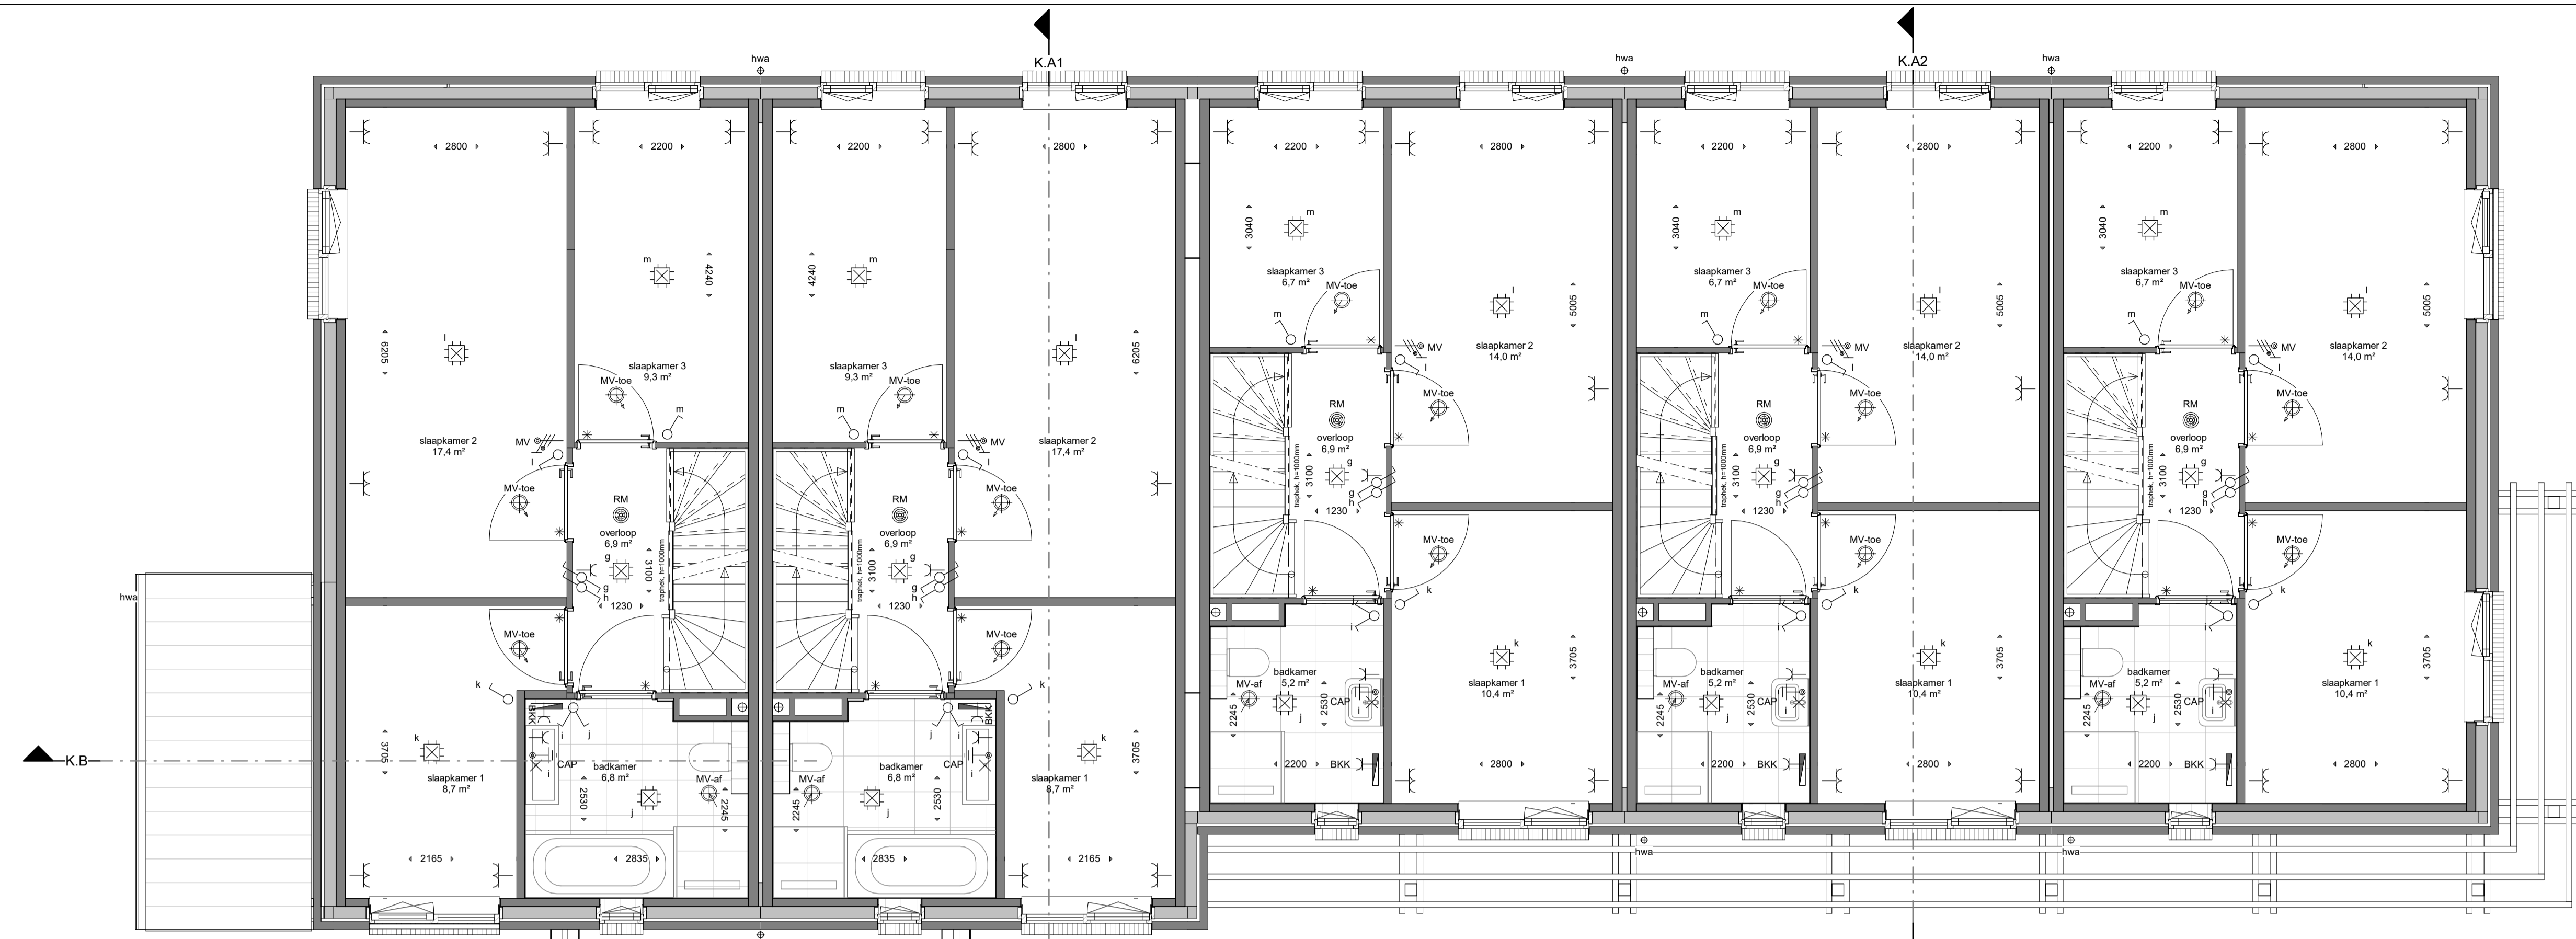 K.A1
K.A2
hwa
hwa
hwa
2800
2200
2200
2800
2200
2800
2200
2800
2200
2800
m
m
m
3040
3040
3040
m
m
4240
4240
slaapkamer 3
6,7 m²
slaapkamer 3
6,7 m²
slaapkamer 3
6,7 m²
MV-toe
MV-toe
MV-toe
l
l
l
5005
5005
5005
m
m
m
6205
l
l
6205
MV
slaapkamer 2
14,0 m²
MV
slaapkamer 2
14,0 m²
MV
slaapkamer 2
14,0 m²
l
l
l
slaapkamer 3
9,3 m²
slaapkamer 3
9,3 m²
MV-toe
MV-toe
MV-toe
MV-toe
MV-toe
m
m
RM
RM
RM
slaapkamer 2
17,4 m²
MV
MV
slaapkamer 2
17,4 m²
l
l
overloop
6,9 m²
overloop
6,9 m²
overloop
6,9 m²
g
g
g
traphek, h=1000mm
3100
traphek, h=1000mm
3100
traphek, h=1000mm
3100
g
h
g
h
g
h
1230
1230
1230
MV-toe
MV-toe
RM
RM
overloop
6,9 m²
overloop
6,9 m²
g
g
3100
traphek, h=1000mm
traphek, h=1000mm
3100
g
h
g
h
1230
1230
MV-toe
MV-toe
MV-toe
hwa
k
k
k
MV-toe
MV-toe
i
i
i
k
k
k
k
k
badkamer
5,2 m²
badkamer
5,2 m²
badkamer
5,2 m²
MV-af
MV-af
MV-af
3705
3705
3705
slaapkamer 1
10,4 m²
slaapkamer 1
10,4 m²
slaapkamer 1
10,4 m²
2245
2530
CAP
i
j
2245
2530
CAP
i
j
2245
2530
CAP
i
j
BKK
BKK
i
j
j
i
k
k
3705
3705
K.B
CAP
i
CAP
i
badkamer
6,8 m²
badkamer
6,8 m²
2200
BKK
2800
2200
BKK
2800
2200
BKK
2800
slaapkamer 1
8,7 m²
slaapkamer 1
8,7 m²
MV-af
MV-af
2530
2245
2245
2530
j
j
2165
2835
2835
2165
hwa
hwa